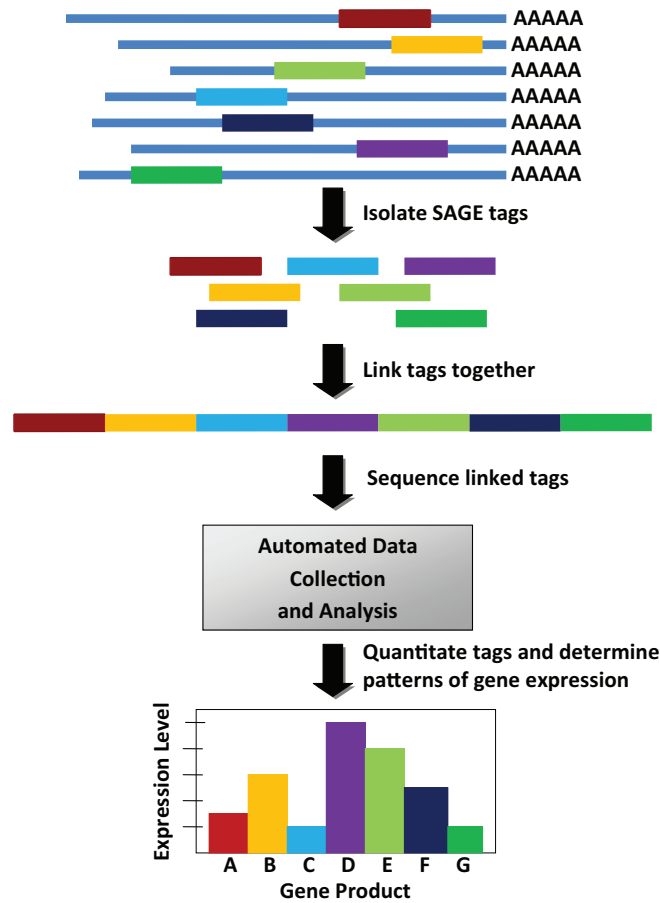 AAAAA
AAAAA
AAAAA
AAAAA
AAAAA
AAAAA
AAAAA
Isolate SAGE tags
Link tags together
Sequence linked tags
Automated Data
Collection
and Analysis
Quantitate tags and determine
patterns of gene expression
Expression Level
A B C D E F G
Gene Product